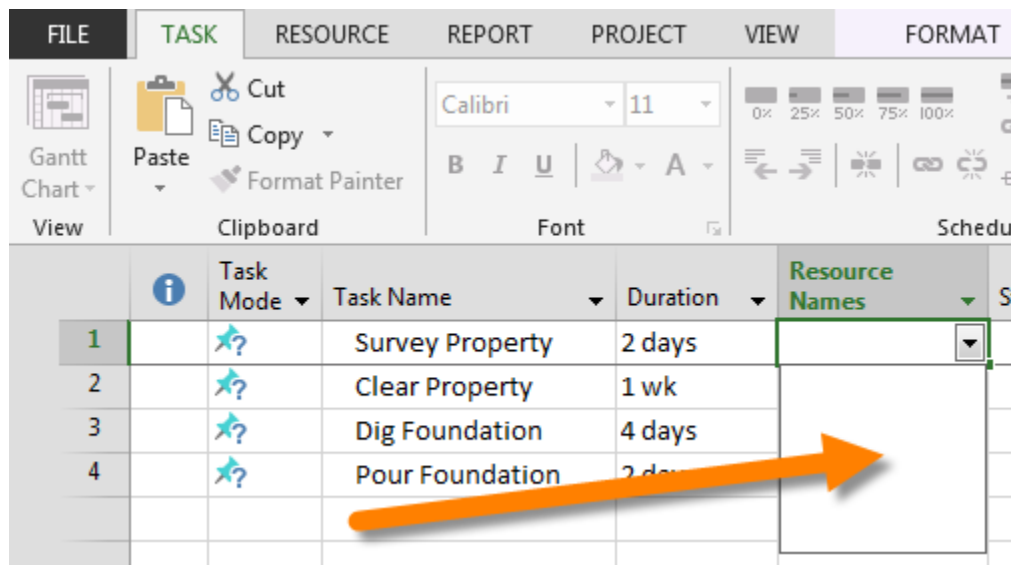 FILE TASK RESOURCE REPORT PROJECT VIEW FORMAT
Cut
Calibri 11
0% 25% 50% 75% 100%
Copy
Gantt Chart
Paste
Format Painter
B I U A
View Clipboard Font
Task Mode Task Name Duration Resource Names
1 Survey Property 2 days
2 Clear Property 1 wk
3 Dig Foundation 4 days
4 Pour Foundation 2